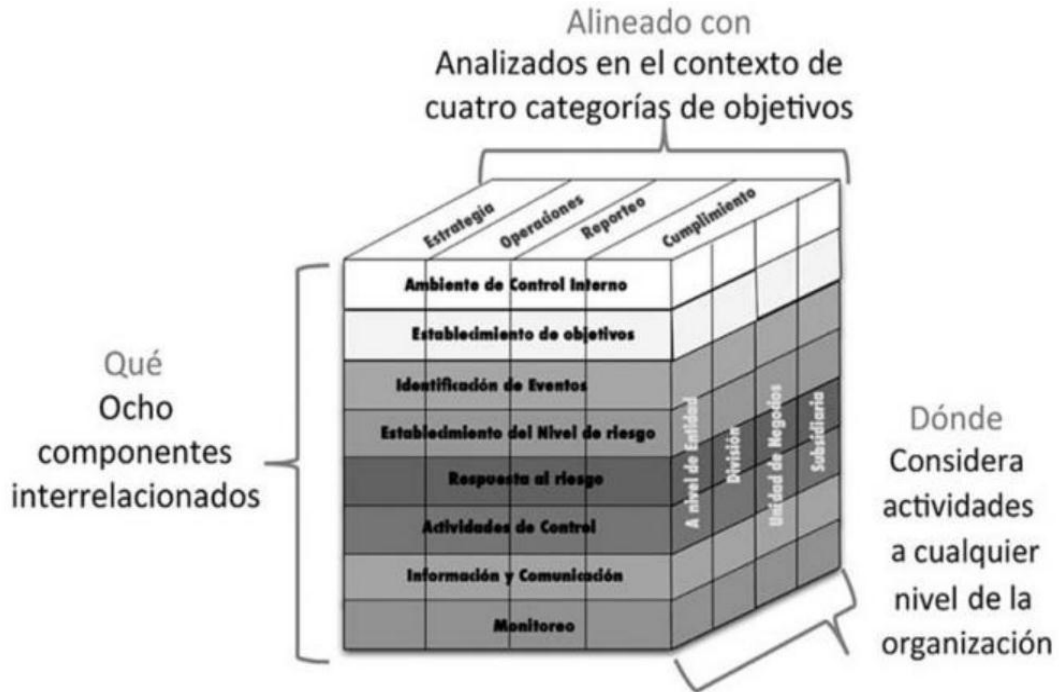 Alineado con
Analizados en el contexto de
cuatro categorías de objetivos
Estrategia
Operaciones
Reporteo
Cumplimiento
Ambiente de Control Interno
Establecimiento de objetivos
Identificación de Eventos
Establecimiento del Nivel de riesgo
Respuesta al riesgo
Actividades de Control
Información y Comunicación
Monitoreo
A nivel de Entidad
División
Unidad de Negocios
Subsidiaria
Qué
Ocho
componentes
interrelacionados
Dónde
Considera
actividades
a cualquier
nivel de la
organización